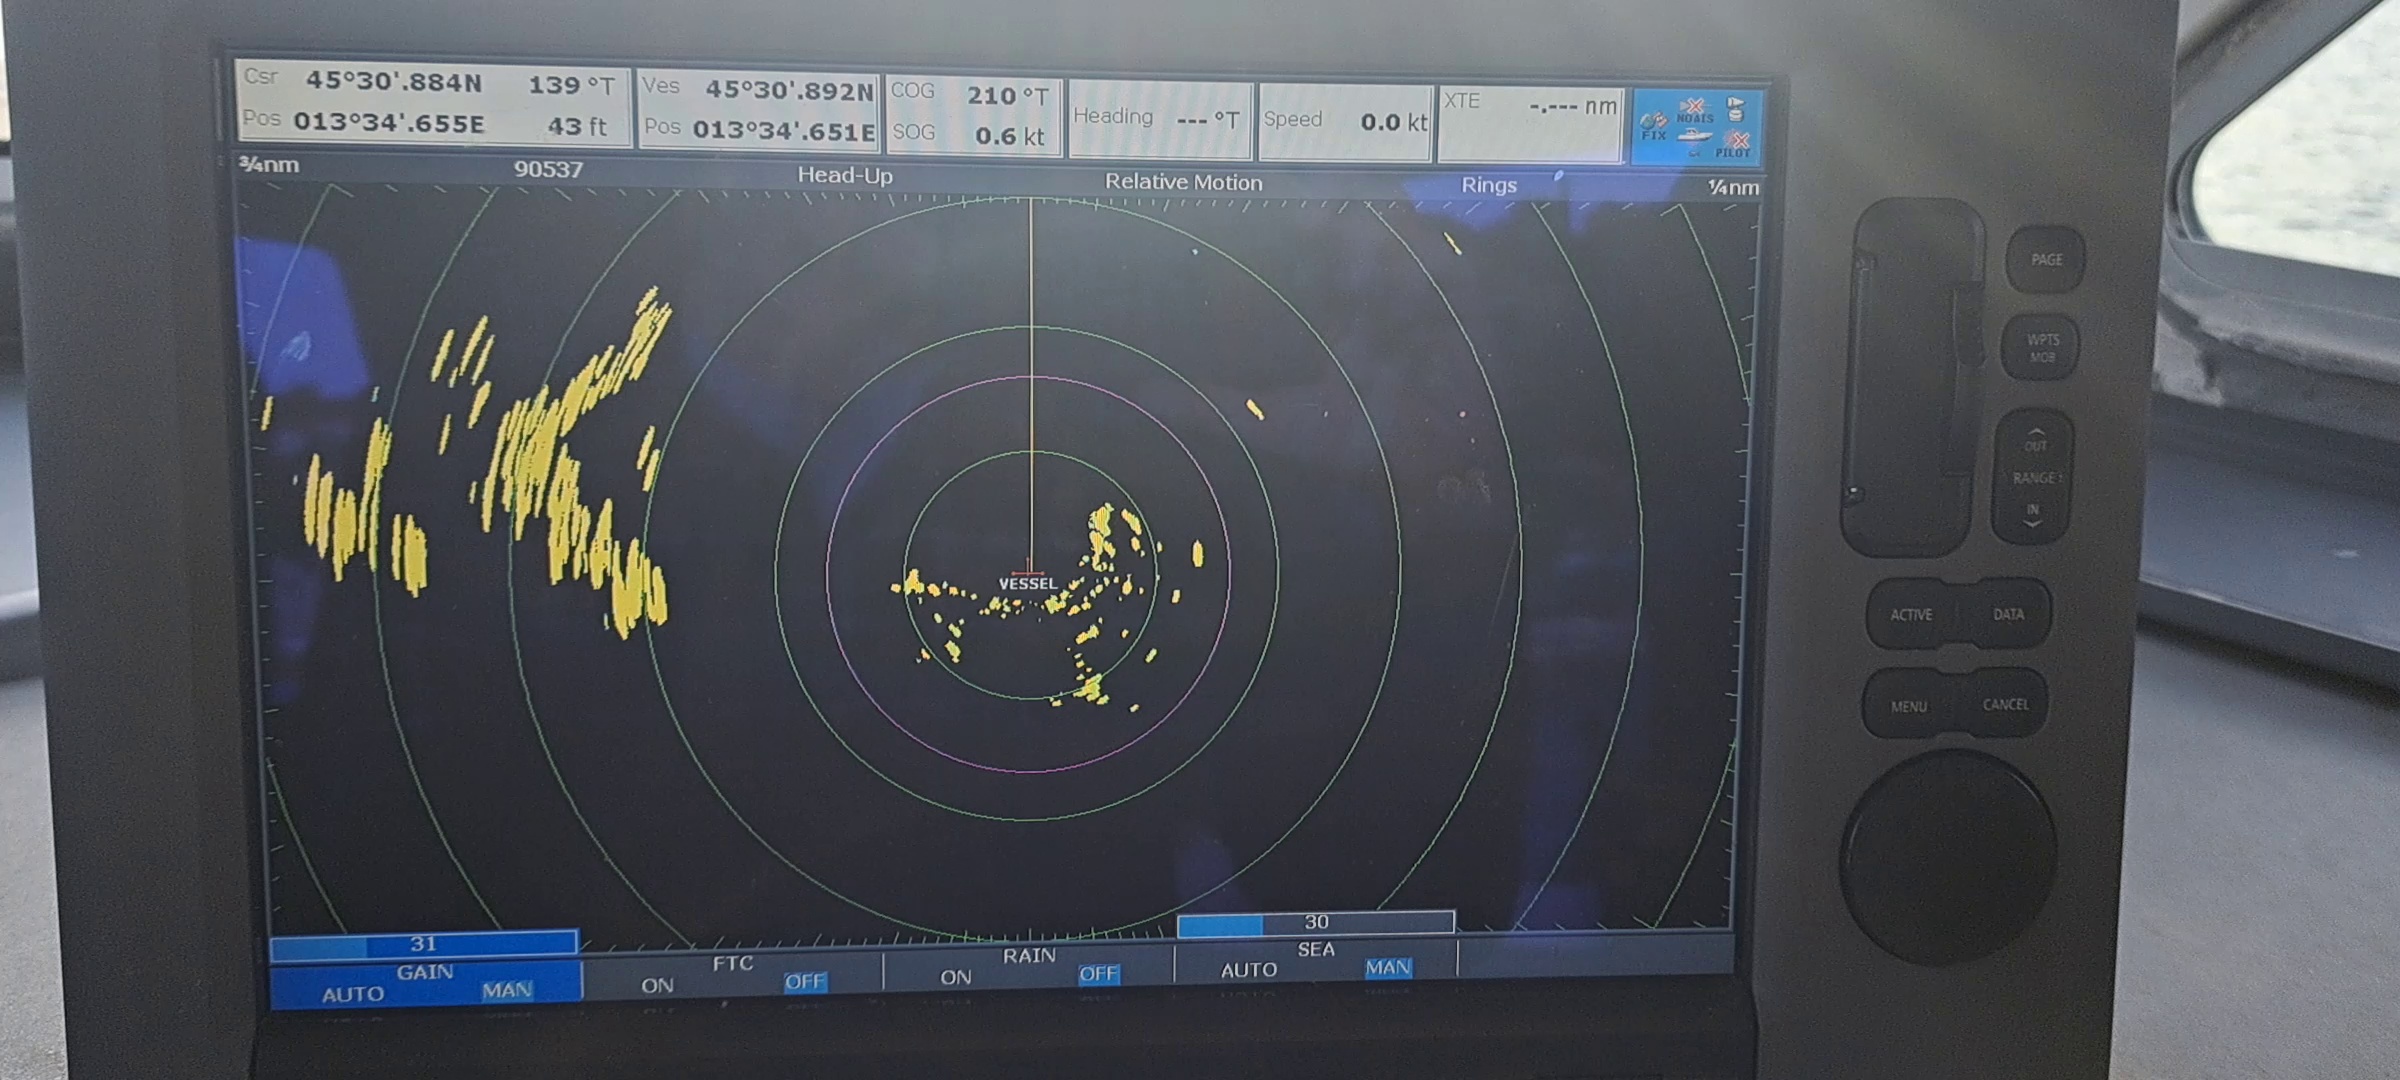 Csr 45°30'.884N 139 °T
Pos 013°34'.655E 43 ft
Ves 45°30'.892N
Pos 013°34'.651E
COG 210 °T
SOG 0.6 kt
Heading --- °T
Speed 0.0 kt
XTE -.--- nm
NOAIS
FIX
PILOT
¾nm 90537 Head-Up Relative Motion Rings ¼nm
VESSEL
31
GAIN
AUTO MAN
FTC
ON OFF
RAIN
ON OFF
30
SEA
AUTO MAN
PAGE
WPTS
MOB
OUT
RANGE
IN
ACTIVE DATA
MENU CANCEL